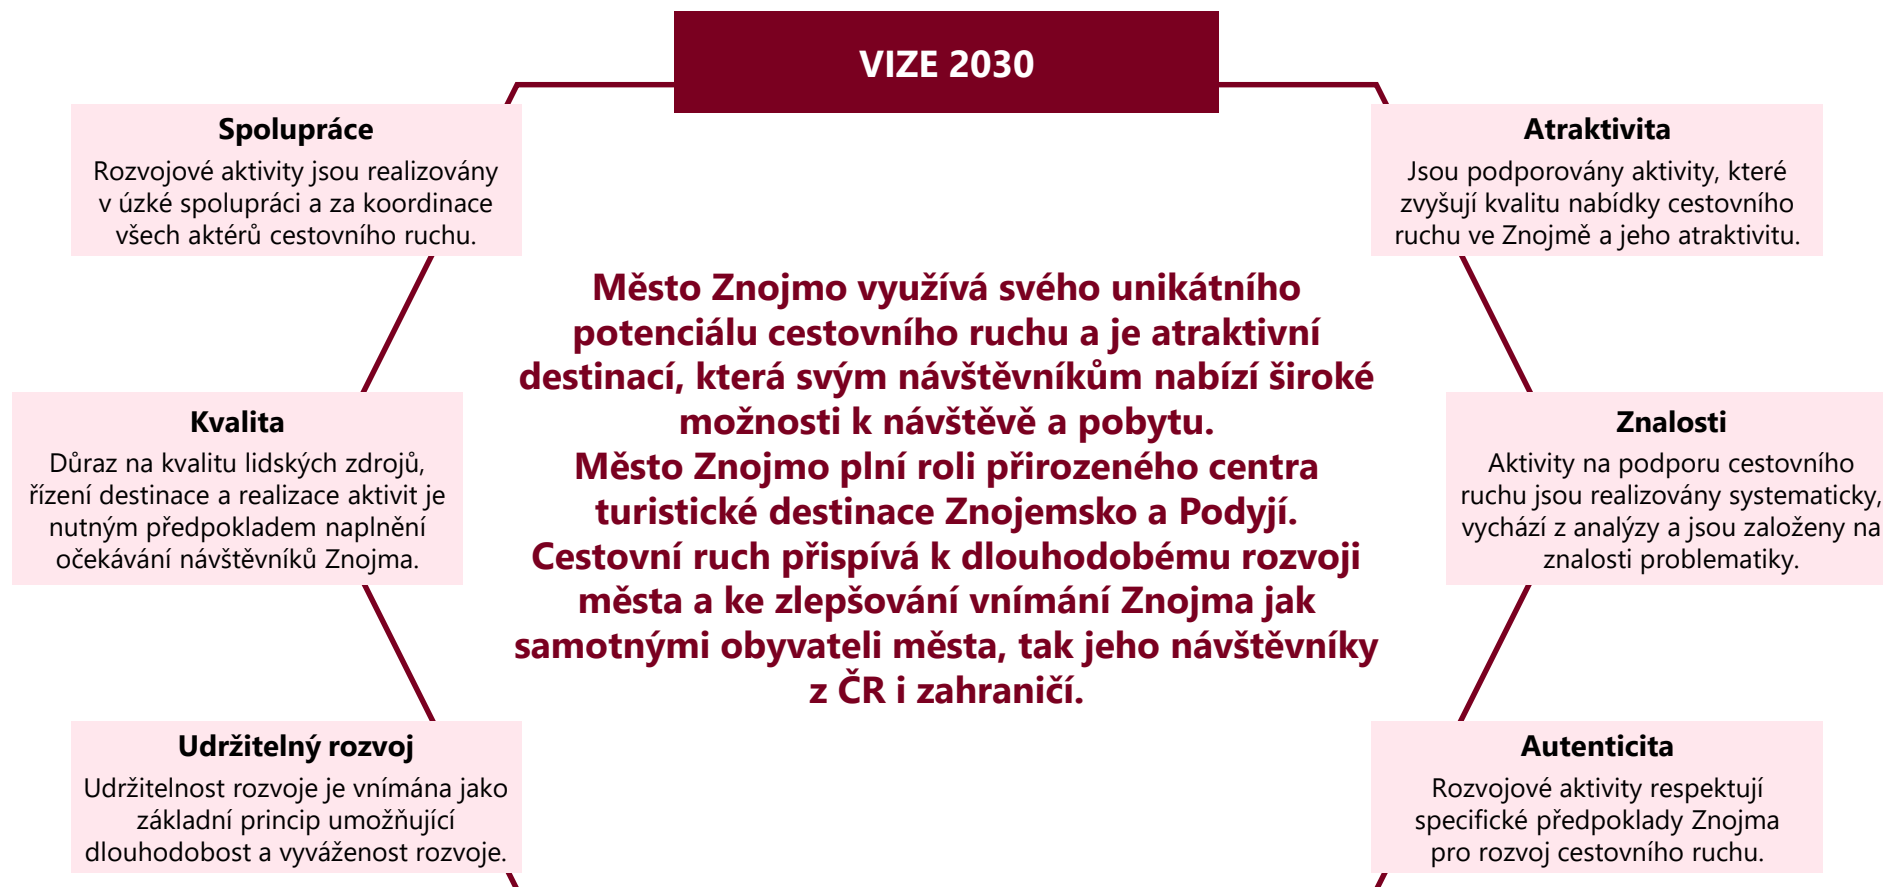 VIZE 2030
Spolupráce
Rozvojové aktivity jsou realizovány
v úzké spolupráci a za koordinace
všech aktérů cestovního ruchu.
Atraktivita
Jsou podporovány aktivity, které
zvyšují kvalitu nabídky cestovního
ruchu ve Znojmě a jeho atraktivitu.
Město Znojmo využívá svého unikátního
potenciálu cestovního ruchu a je atraktivní
destinací, která svým návštěvníkům nabízí široké
možnosti k návštěvě a pobytu.
Město Znojmo plní roli přirozeného centra
turistické destinace Znojemsko a Podyjí.
Cestovní ruch přispívá k dlouhodobému rozvoji
města a ke zlepšování vnímání Znojma jak
samotnými obyvateli města, tak jeho návštěvníky
z ČR i zahraničí.
Kvalita
Důraz na kvalitu lidských zdrojů,
řízení destinace a realizace aktivit je
nutným předpokladem naplnění
očekávání návštěvníků Znojma.
Znalosti
Aktivity na podporu cestovního
ruchu jsou realizovány systematicky,
vychází z analýzy a jsou založeny na
znalosti problematiky.
Udržitelný rozvoj
Udržitelnost rozvoje je vnímána jako
základní princip umožňující
dlouhodobost a vyváženost rozvoje.
Autenticita
Rozvojové aktivity respektují
specifické předpoklady Znojma
pro rozvoj cestovního ruchu.